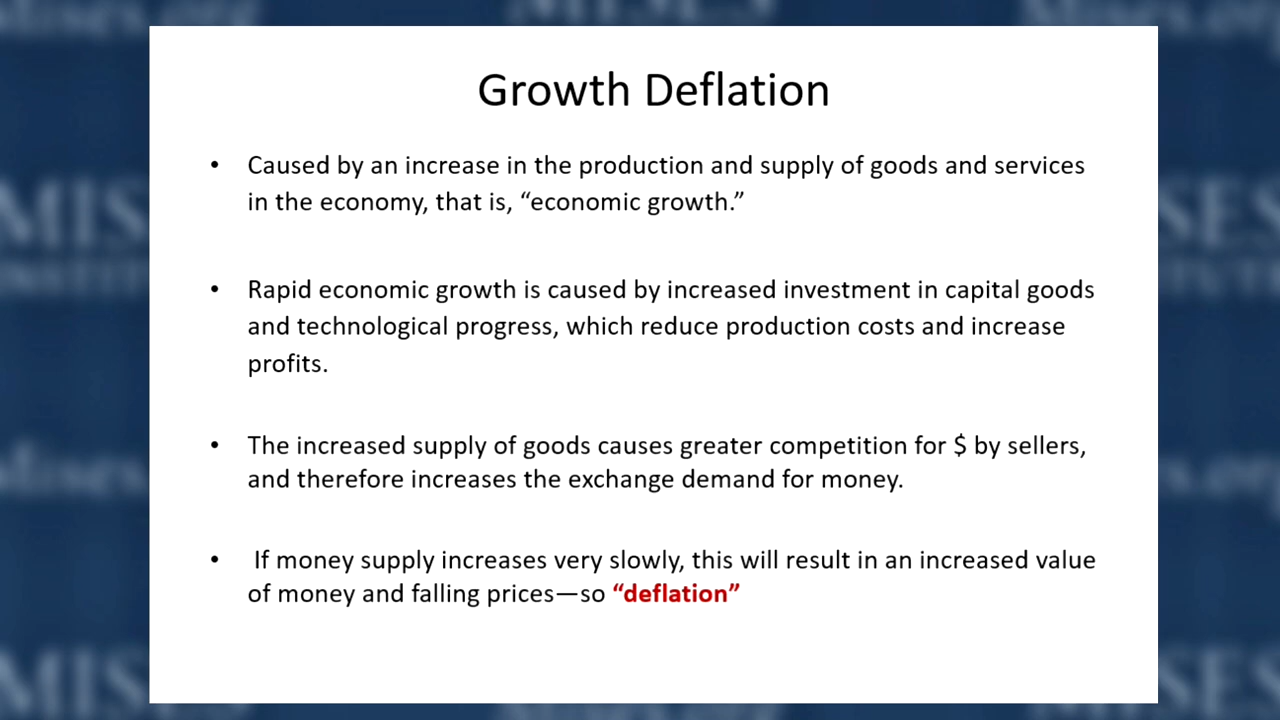 Growth Deflation
• Caused by an increase in the production and supply of goods and services
in the economy, that is, “economic growth.”
• Rapid economic growth is caused by increased investment in capital goods
and technological progress, which reduce production costs and increase
profits.
• The increased supply of goods causes greater competition for $ by sellers,
and therefore increases the exchange demand for money.
• If money supply increases very slowly, this will result in an increased value
of money and falling prices—so “deflation”